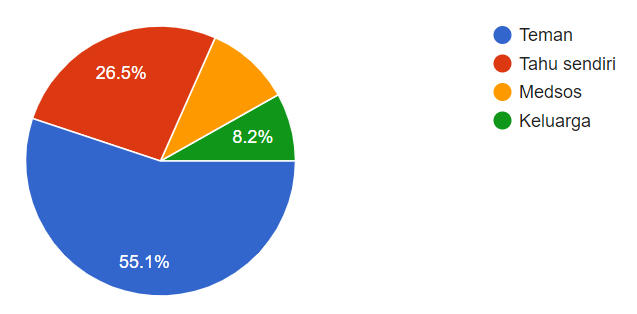 Teman
Tahu sendiri
Medsos
Keluarga
26.5%
8.2%
55.1%